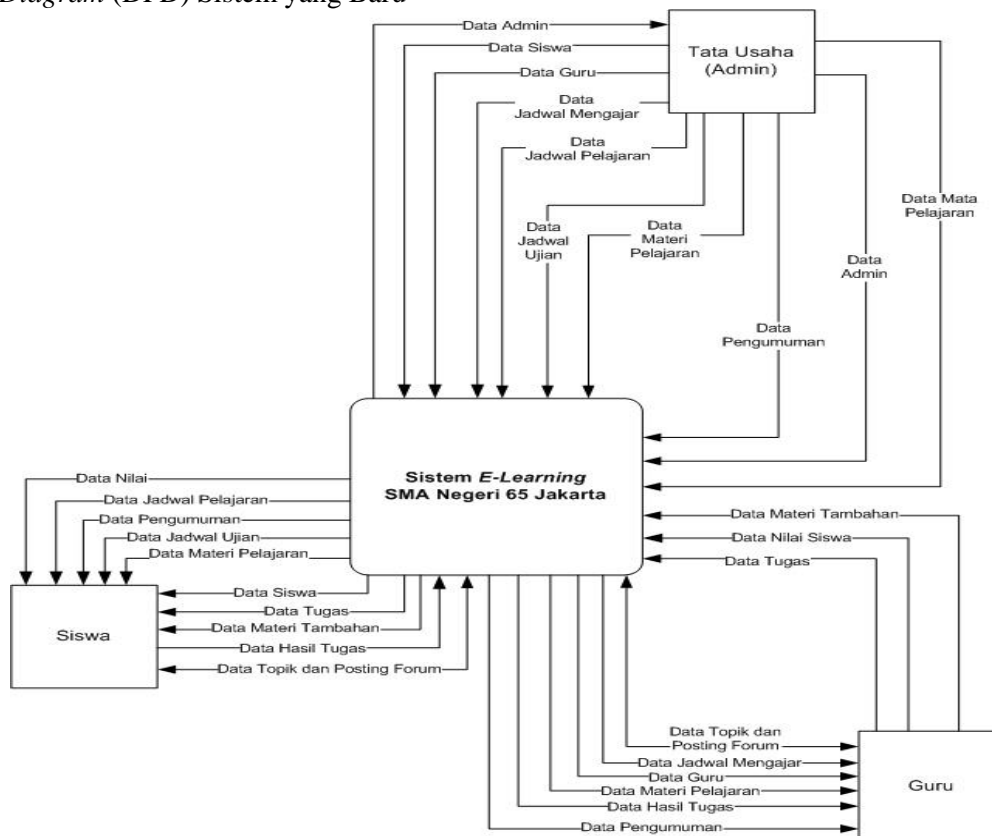 Diagram (DFD) Sistem yang Baru
Data Admin
Data Siswa
Data Guru
Data
Jadwal Mengajar
Data
Jadwal Pelajaran
Tata Usaha
(Admin)
Data
Jadwal
Ujian
Data
Materi
Pelajaran
Data Mata
Pelajaran
Data
Admin
Data
Pengumuman
Sistem E-Learning
SMA Negeri 65 Jakarta
Data Nilai
Data Jadwal Pelajaran
Data Pengumuman
Data Jadwal Ujian
Data Materi Pelajaran
Siswa
Data Siswa
Data Tugas
Data Materi Tambahan
Data Hasil Tugas
Data Topik dan Posting Forum
Data Materi Tambahan
Data Nilai Siswa
Data Tugas
Data Topik dan
Posting Forum
Data Jadwal Mengajar
Data Guru
Data Materi Pelajaran
Data Hasil Tugas
Data Pengumuman
Guru